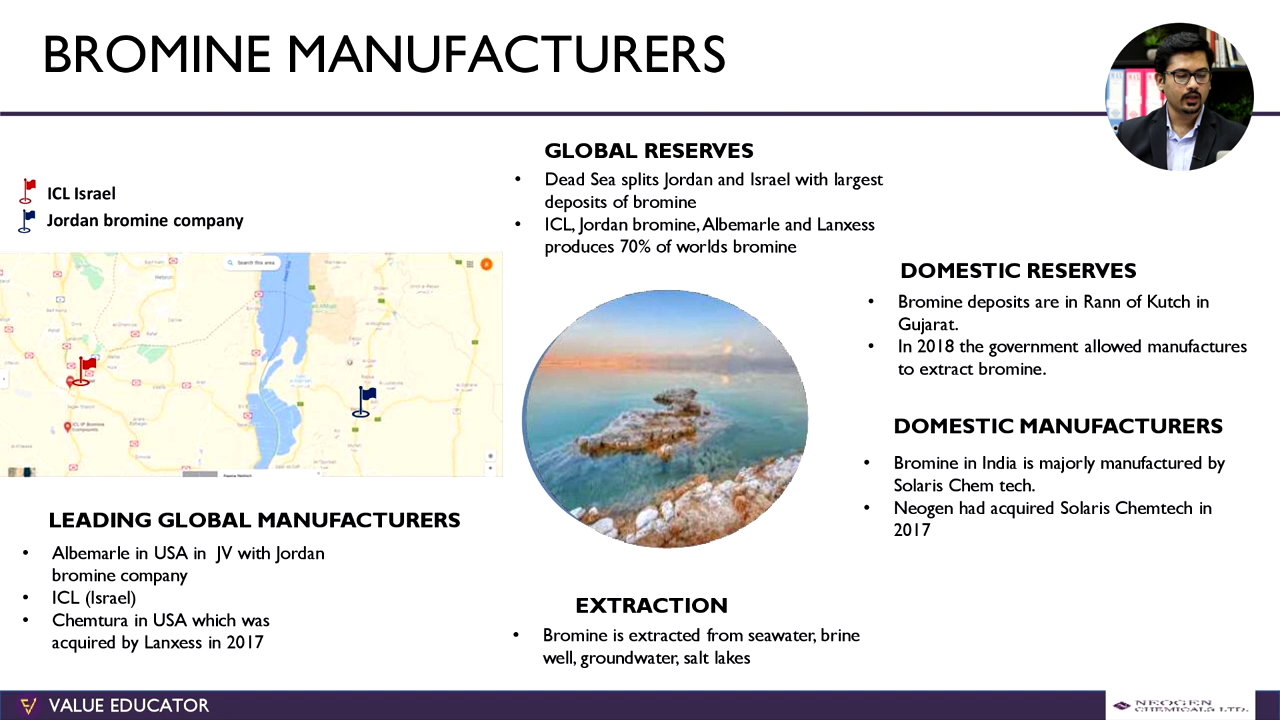 BROMINE MANUFACTURERS
ICL Israel
Jordan bromine company
Search this area
GLOBAL RESERVES
• Dead Sea splits Jordan and Israel with largest
deposits of bromine
• ICL, Jordan bromine, Albemarle and Lanxess
produces 70% of worlds bromine
DOMESTIC RESERVES
• Bromine deposits are in Rann of Kutch in
Gujarat.
• In 2018 the government allowed manufactures
to extract bromine.
DOMESTIC MANUFACTURERS
• Bromine in India is majorly manufactured by
Solaris Chem tech.
• Neogen had acquired Solaris Chemtech in
2017
LEADING GLOBAL MANUFACTURERS
• Albemarle in USA in JV with Jordan
bromine company
• ICL (Israel)
• Chemtura in USA which was
acquired by Lanxess in 2017
EXTRACTION
• Bromine is extracted from seawater, brine
well, groundwater, salt lakes
VALUE EDUCATOR
NEOGEN
CHEMICALS LTD.